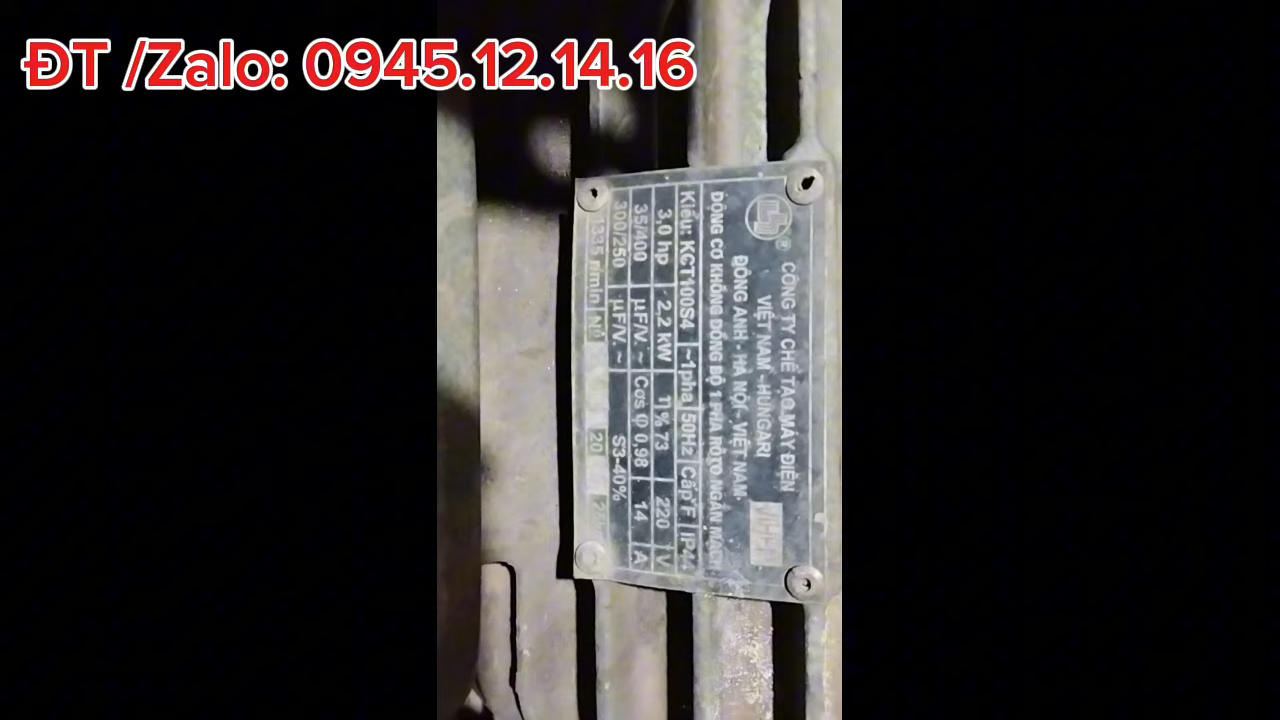 ĐT /Zalo: 0945.12.14.16
CÔNG TY CHẾ TẠO MÁY ĐIỆN
VIỆT NAM - HUNGARI
ĐÔNG ANH - HÀ NỘI - VIỆT NAM
ĐỘNG CƠ KHÔNG ĐỒNG BỘ 1 PHA RÔTO NGẮN MẠCH
Kiểu: KCT100S4 ~1pha 50Hz Cấp F IP44
3,0 hp 2,2 kW η% 73 220 V
35/400 μF/V. ~ Cos φ 0,98 14 A
300/250 μF/V. ~ S3-40%
1335 r/min Nº 20